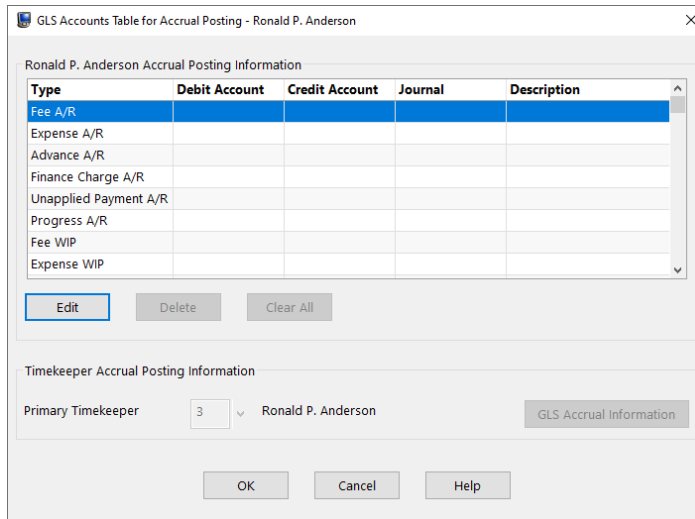 GLS Accounts Table for Accrual Posting - Ronald P. Anderson
Ronald P. Anderson Accrual Posting Information
Type Debit Account Credit Account Journal Description
Fee A/R
Expense A/R
Advance A/R
Finance Charge A/R
Unapplied Payment A/R
Progress A/R
Fee WIP
Expense WIP
Edit Delete Clear All
Timekeeper Accrual Posting Information
Primary Timekeeper 3 Ronald P. Anderson GLS Accrual Information
OK Cancel Help